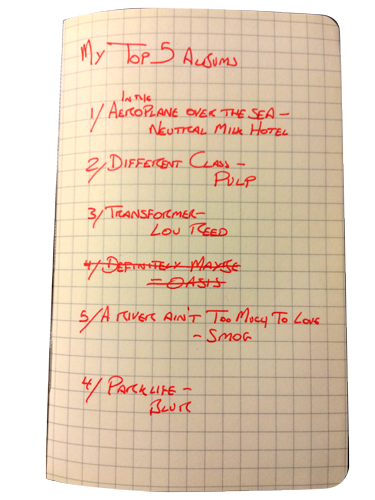 My Top 5 Albums
In the
1/ Aeroplane over the Sea –
Neutral Milk Hotel
2/ Different Class –
Pulp
3/ Transformer –
Lou Reed
4/ Definitely Maybe
– Oasis
5/ A River Ain't Too Much To Love
– Smog
4/ Parklife –
Blur